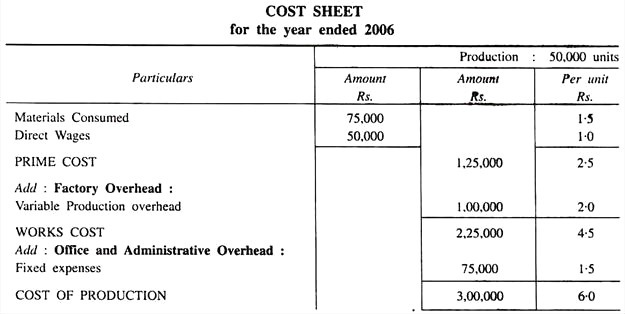 COST SHEET
for the year ended 2006
Production : 50,000 units
Particulars Amount Amount Per unit
Rs. Rs. Rs.
Materials Consumed 75,000 1·5
Direct Wages 50,000 1·0
PRIME COST 1,25,000 2·5
Add : Factory Overhead :
Variable Production overhead 1,00,000 2·0
WORKS COST 2,25,000 4·5
Add : Office and Administrative Overhead :
Fixed expenses 75,000 1·5
COST OF PRODUCTION 3,00,000 6·0